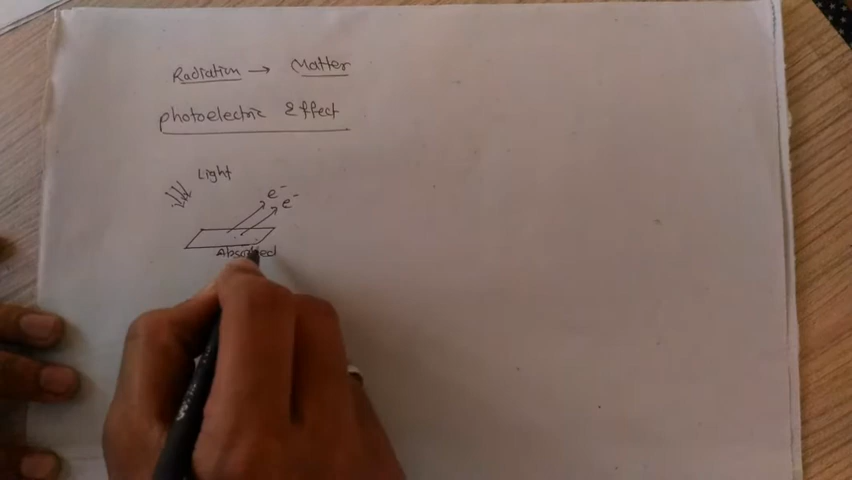 Radiation → Matter
photoelectric Effect
Light
e⁻
e⁻
Absorbed